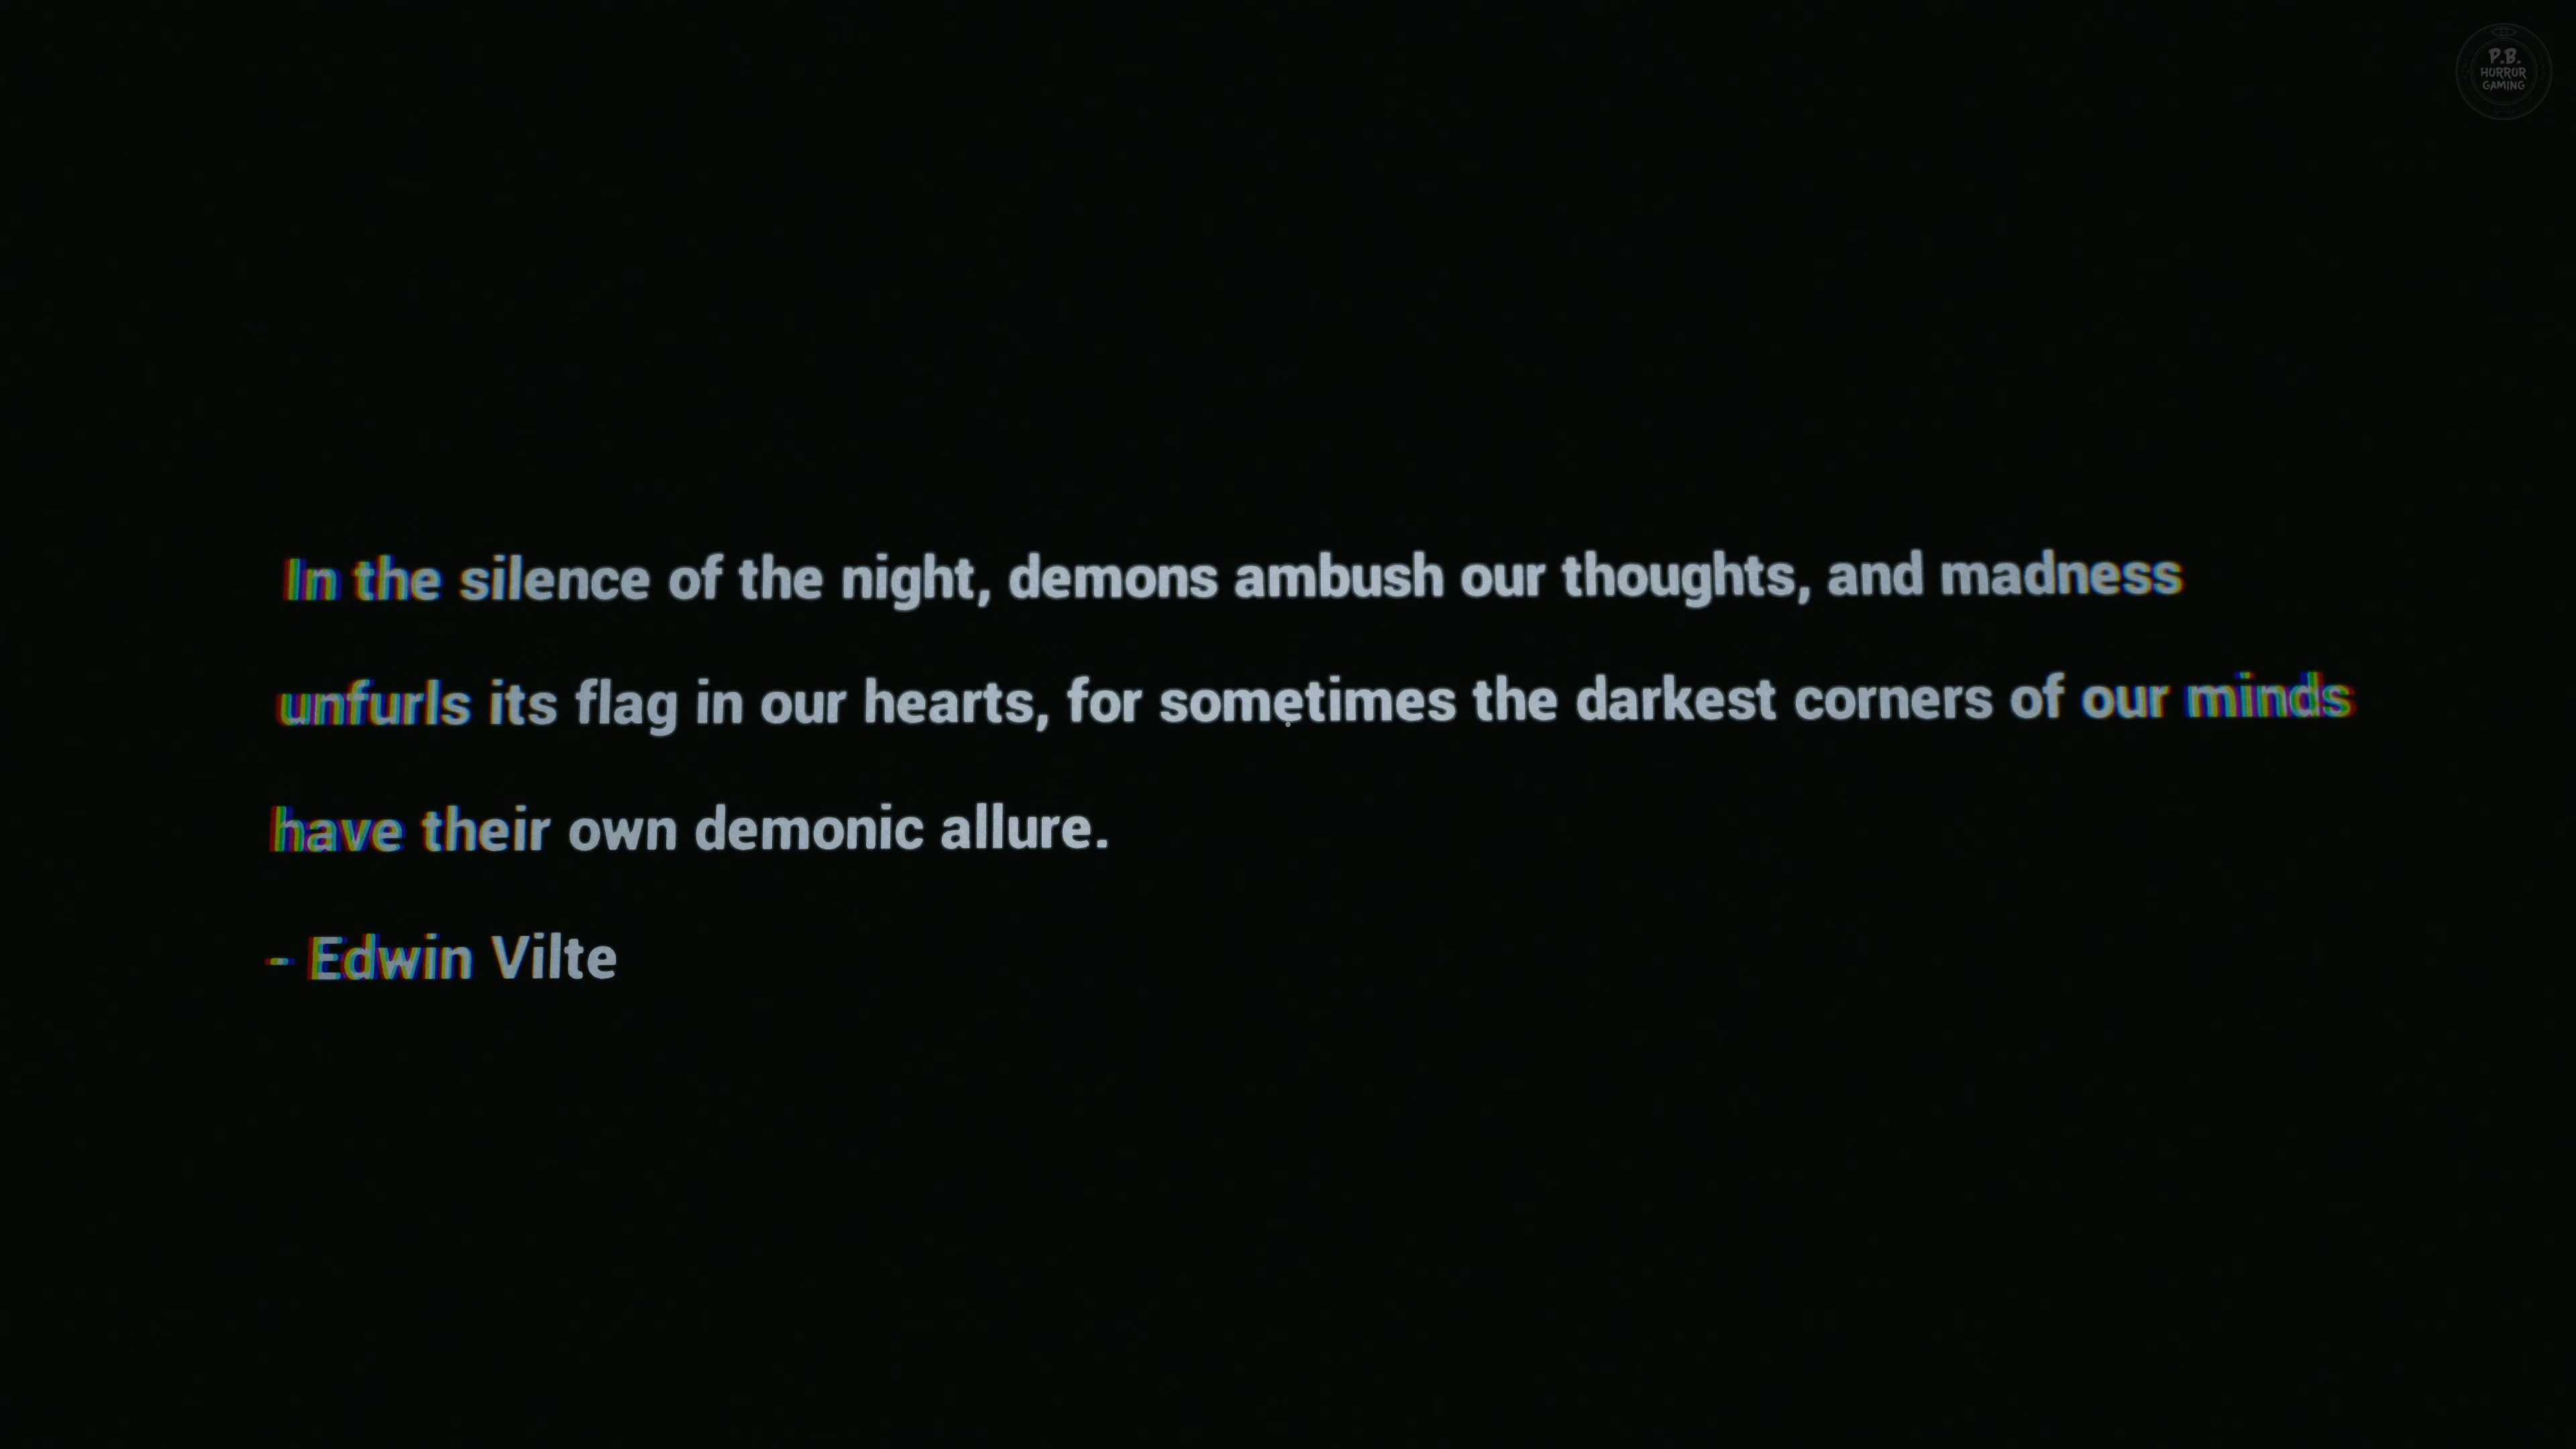 P.B.
HORROR
GAMING
In the silence of the night, demons ambush our thoughts, and madness
unfurls its flag in our hearts, for sometimes the darkest corners of our minds
have their own demonic allure.
- Edwin Vilte